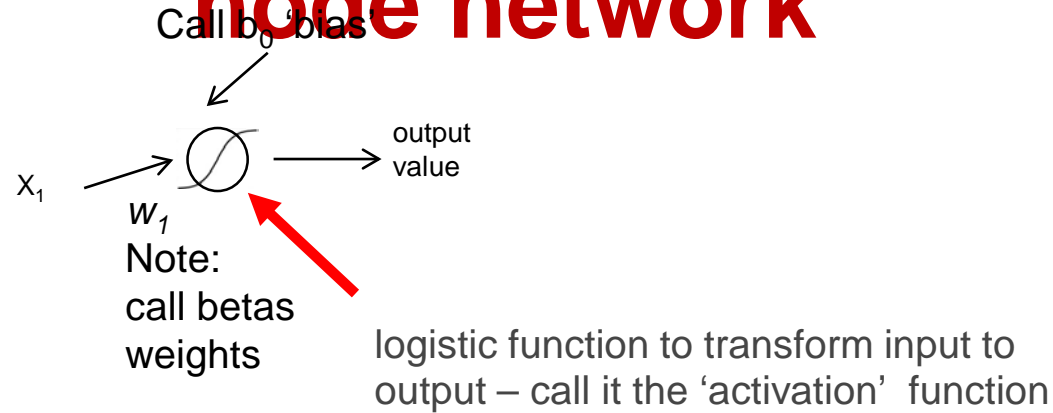 node network
Call b0 'bias'
output
value
X1
w1
Note:
call betas
weights
logistic function to transform input to
output – call it the 'activation' function